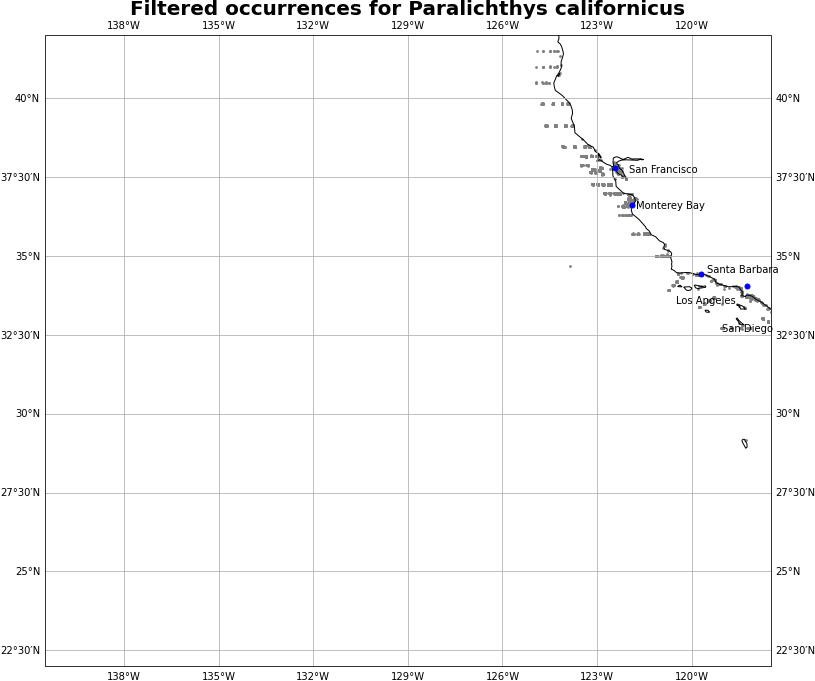 Filtered occurrences for Paralichthys californicus
138°W 135°W 132°W 129°W 126°W 123°W 120°W
40°N 40°N
37°30′N San Francisco 37°30′N
Monterey Bay
35°N 35°N
Santa Barbara
Los Angeles
San Diego
32°30′N 32°30′N
30°N 30°N
27°30′N 27°30′N
25°N 25°N
22°30′N 22°30′N
138°W 135°W 132°W 129°W 126°W 123°W 120°W